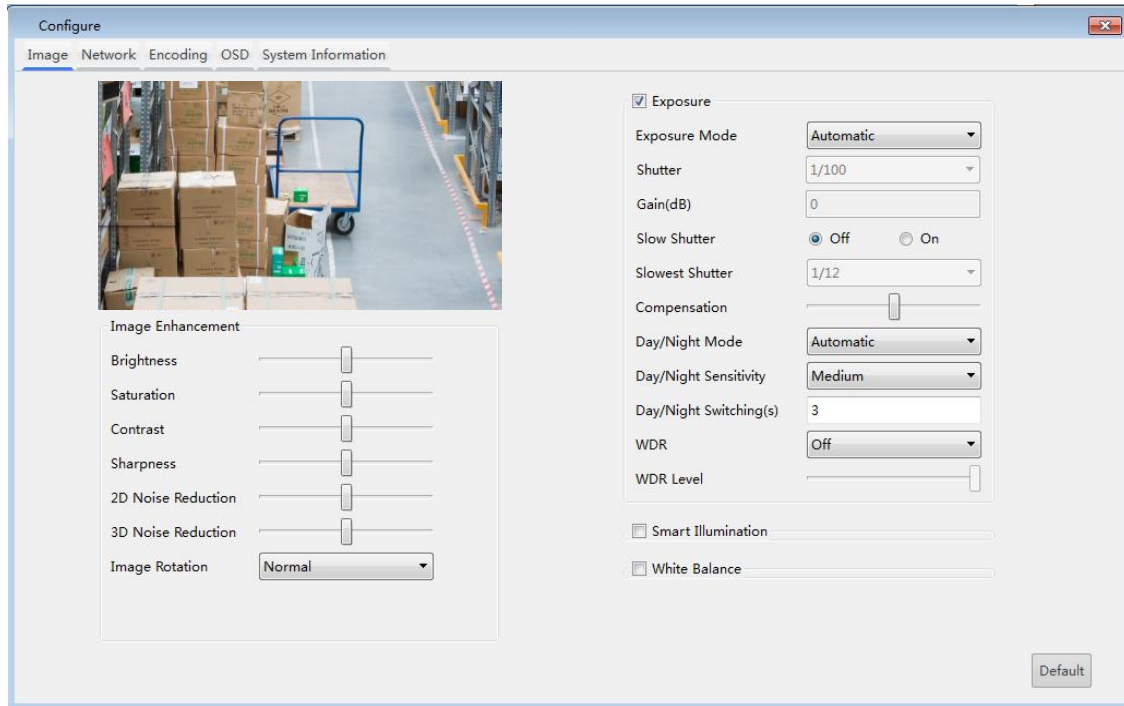 Configure
Image Network Encoding OSD System Information
Image Enhancement
Brightness
Saturation
Contrast
Sharpness
2D Noise Reduction
3D Noise Reduction
Image Rotation Normal
Exposure
Exposure Mode Automatic
Shutter 1/100
Gain(dB) 0
Slow Shutter Off On
Slowest Shutter 1/12
Compensation
Day/Night Mode Automatic
Day/Night Sensitivity Medium
Day/Night Switching(s) 3
WDR Off
WDR Level
Smart Illumination
White Balance
Default